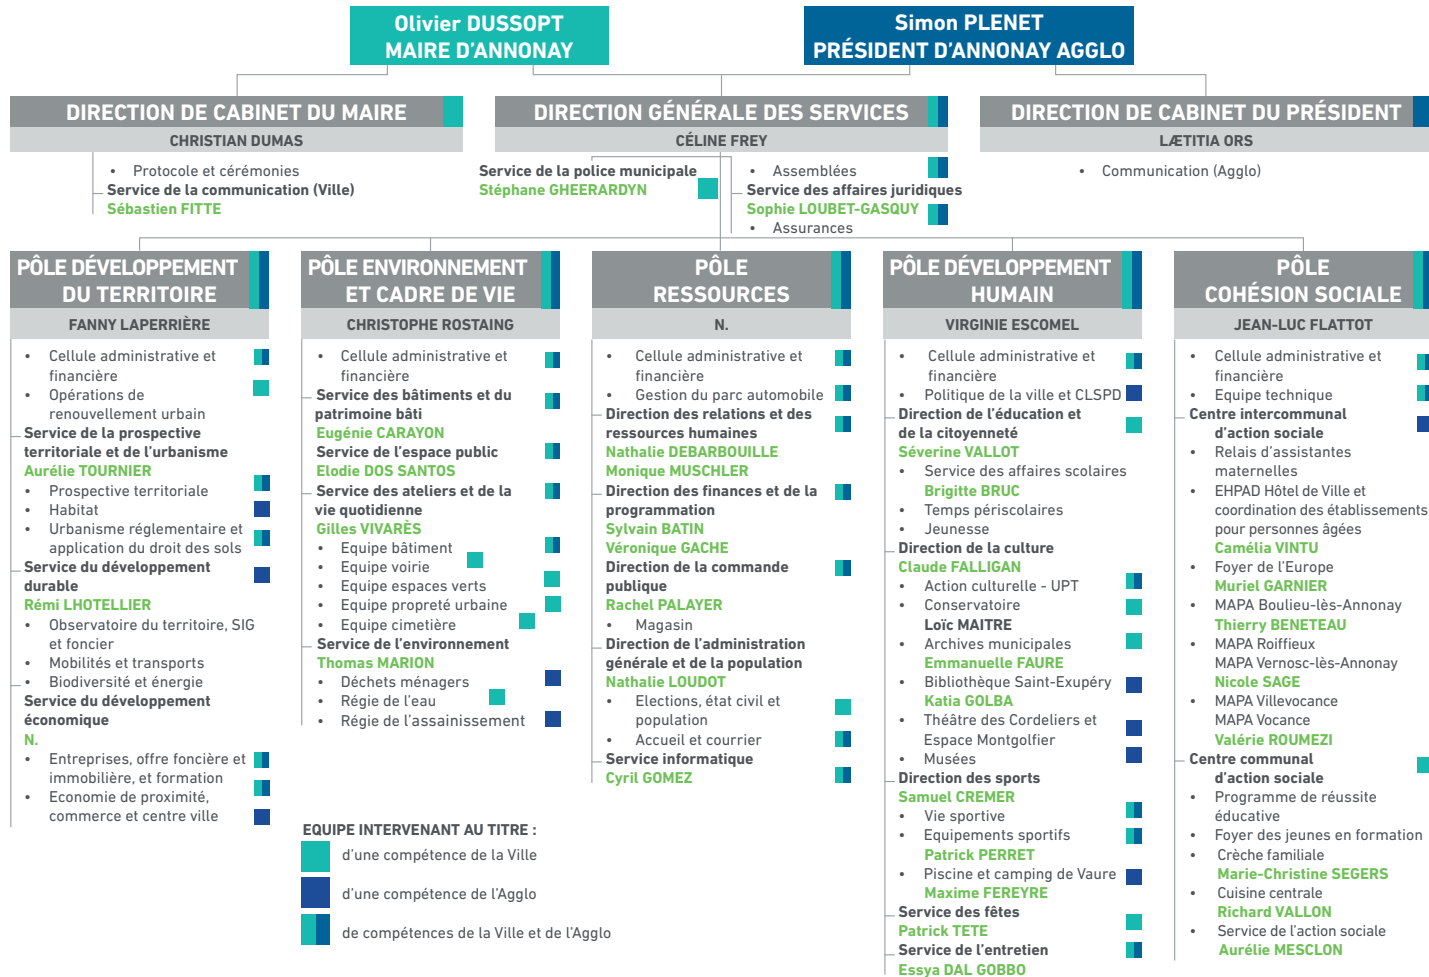 Olivier DUSSOPT
MAIRE D'ANNONAY
Simon PLENET
PRÉSIDENT D'ANNONAY AGGLO
DIRECTION DE CABINET DU MAIRE
CHRISTIAN DUMAS
• Protocole et cérémonies
Service de la communication (Ville)
Sébastien FITTE
DIRECTION GÉNÉRALE DES SERVICES
CÉLINE FREY
Service de la police municipale
Stéphane GHEERARDYN
• Assemblées
Service des affaires juridiques
Sophie LOUBET-GASQUY
• Assurances
DIRECTION DE CABINET DU PRÉSIDENT
LÆTITIA ORS
• Communication (Agglo)
PÔLE DÉVELOPPEMENT
DU TERRITOIRE
FANNY LAPERRIÈRE
• Cellule administrative et
financière
• Opérations de
renouvellement urbain
Service de la prospective
territoriale et de l'urbanisme
Aurélie TOURNIER
• Prospective territoriale
• Habitat
• Urbanisme réglementaire et
application du droit des sols
Service du développement
durable
Rémi LHOTELLIER
• Observatoire du territoire, SIG
et foncier
• Mobilités et transports
• Biodiversité et énergie
Service du développement
économique
N.
• Entreprises, offre foncière et
immobilière, et formation
• Economie de proximité,
commerce et centre ville
PÔLE ENVIRONNEMENT
ET CADRE DE VIE
CHRISTOPHE ROSTAING
• Cellule administrative et
financière
Service des bâtiments et du
patrimoine bâti
Eugénie CARAYON
Service de l'espace public
Elodie DOS SANTOS
Service des ateliers et de la
vie quotidienne
Gilles VIVARÈS
• Equipe bâtiment
• Equipe voirie
• Equipe espaces verts
• Equipe propreté urbaine
• Equipe cimetière
Service de l'environnement
Thomas MARION
• Déchets ménagers
• Régie de l'eau
• Régie de l'assainissement
PÔLE
RESSOURCES
N.
• Cellule administrative et
financière
• Gestion du parc automobile
Direction des relations et des
ressources humaines
Nathalie DEBARBOUILLE
Monique MUSCHLER
Direction des finances et de la
programmation
Sylvain BATIN
Véronique GACHE
Direction de la commande
publique
Rachel PALAYER
• Magasin
Direction de l'administration
générale et de la population
Nathalie LOUDOT
• Elections, état civil et
population
• Accueil et courrier
Service informatique
Cyril GOMEZ
PÔLE DÉVELOPPEMENT
HUMAIN
VIRGINIE ESCOMEL
• Cellule administrative et
financière
• Politique de la ville et CLSPD
Direction de l'éducation et
de la citoyenneté
Séverine VALLOT
• Service des affaires scolaires
Brigitte BRUC
• Temps périscolaires
• Jeunesse
Direction de la culture
Claude FALLIGAN
• Action culturelle - UPT
• Conservatoire
Loïc MAITRE
• Archives municipales
Emmanuelle FAURE
• Bibliothèque Saint-Exupéry
Katia GOLBA
• Théâtre des Cordeliers et
Espace Montgolfier
• Musées
Direction des sports
Samuel CREMER
• Vie sportive
• Equipements sportifs
Patrick PERRET
• Piscine et camping de Vaure
Maxime FEREYRE
Service des fêtes
Patrick TETE
Service de l'entretien
Essya DAL GOBBO
PÔLE
COHÉSION SOCIALE
JEAN-LUC FLATTOT
• Cellule administrative et
financière
• Equipe technique
Centre intercommunal
d'action sociale
• Relais d'assistantes
maternelles
• EHPAD Hôtel de Ville et
coordination des établissements
pour personnes âgées
Camélia VINTU
• Foyer de l'Europe
Muriel GARNIER
• MAPA Boulieu-lès-Annonay
Thierry BENETEAU
• MAPA Roiffieux
MAPA Vernosc-lès-Annonay
Nicole SAGE
• MAPA Villevocance
MAPA Vocance
Valérie ROUMEZI
Centre communal
d'action sociale
• Programme de réussite
éducative
• Foyer des jeunes en formation
• Crèche familiale
Marie-Christine SEGERS
• Cuisine centrale
Richard VALLON
• Service de l'action sociale
Aurélie MESCLON
EQUIPE INTERVENANT AU TITRE :
d'une compétence de la Ville
d'une compétence de l'Agglo
de compétences de la Ville et de l'Agglo